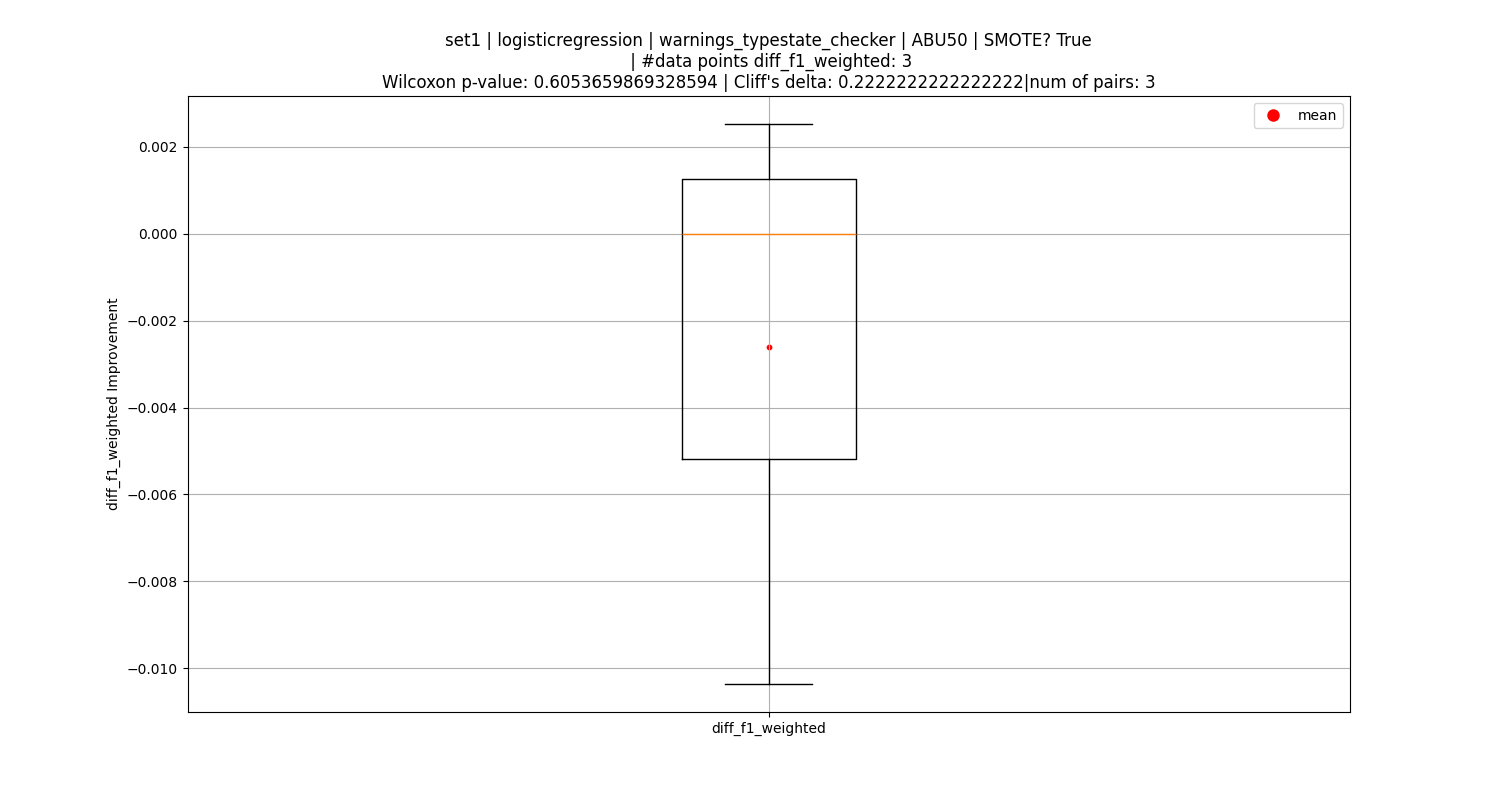 set1 | logisticregression | warnings_typestate_checker | ABU50 | SMOTE? True
| #data points diff_f1_weighted: 3
Wilcoxon p-value: 0.6053659869328594 | Cliff's delta: 0.2222222222222222|num of pairs: 3
mean
0.002
0.000
−0.002
−0.004
−0.006
−0.008
−0.010
diff_f1_weighted Improvement
diff_f1_weighted